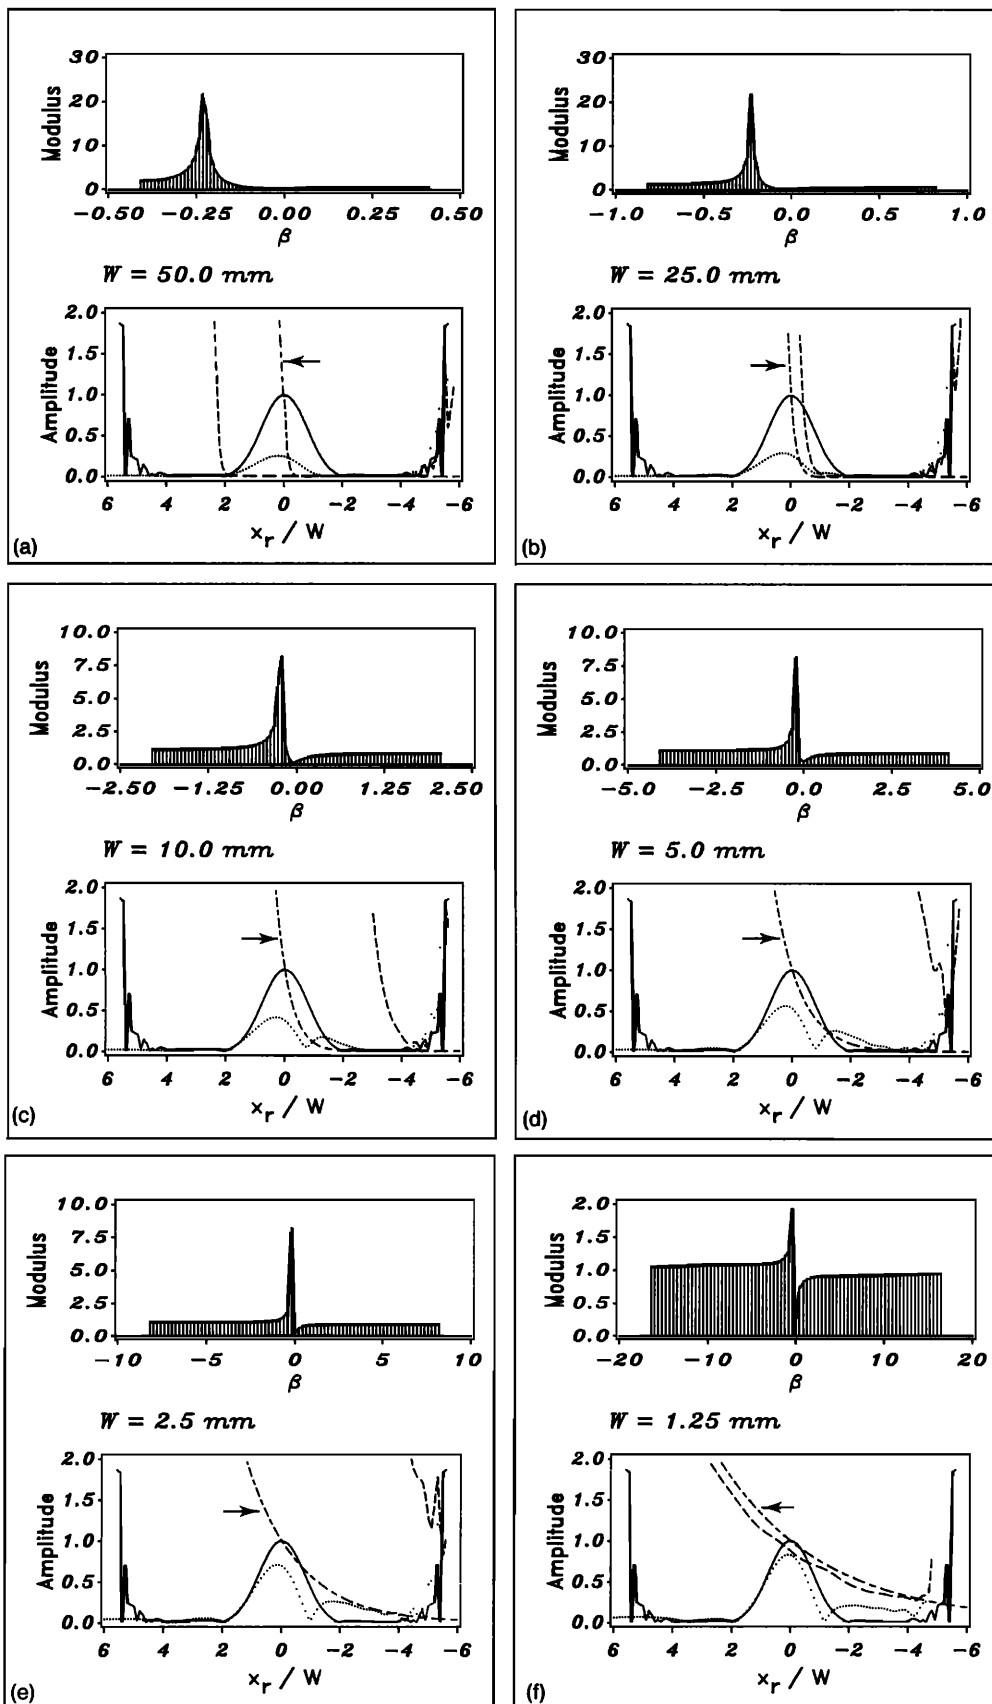 30
20
10
0
Modulus
-0.50 -0.25 0.00 0.25 0.50
β
W = 50.0 mm
2.0
1.5
1.0
0.5
0.0
Amplitude
6 4 2 0 -2 -4 -6
x_r / W
(a)
30
20
10
0
Modulus
-1.0 -0.5 0.0 0.5 1.0
β
W = 25.0 mm
2.0
1.5
1.0
0.5
0.0
Amplitude
6 4 2 0 -2 -4 -6
x_r / W
(b)
10.0
7.5
5.0
2.5
0.0
Modulus
-2.50 -1.25 0.00 1.25 2.50
β
W = 10.0 mm
2.0
1.5
1.0
0.5
0.0
Amplitude
6 4 2 0 -2 -4 -6
x_r / W
(c)
10.0
7.5
5.0
2.5
0.0
Modulus
-5.0 -2.5 0.0 2.5 5.0
β
W = 5.0 mm
2.0
1.5
1.0
0.5
0.0
Amplitude
6 4 2 0 -2 -4 -6
x_r / W
(d)
10.0
7.5
5.0
2.5
0.0
Modulus
-10 -5 0 5 10
β
W = 2.5 mm
2.0
1.5
1.0
0.5
0.0
Amplitude
6 4 2 0 -2 -4 -6
x_r / W
(e)
2.0
1.5
1.0
0.5
0.0
Modulus
-20 -10 0 10 20
β
W = 1.25 mm
2.0
1.5
1.0
0.5
0.0
Amplitude
6 4 2 0 -2 -4 -6
x_r / W
(f)